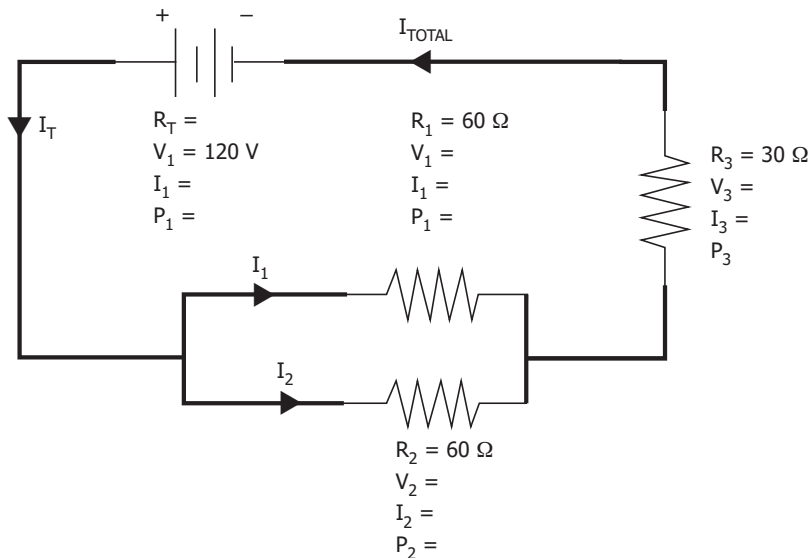 + −
I_TOTAL
I_T
R_T =
V_1 = 120 V
I_1 =
P_1 =
R_1 = 60 Ω
V_1 =
I_1 =
P_1 =
R_3 = 30 Ω
V_3 =
I_3 =
P_3
I_1
I_2
R_2 = 60 Ω
V_2 =
I_2 =
P_2 =